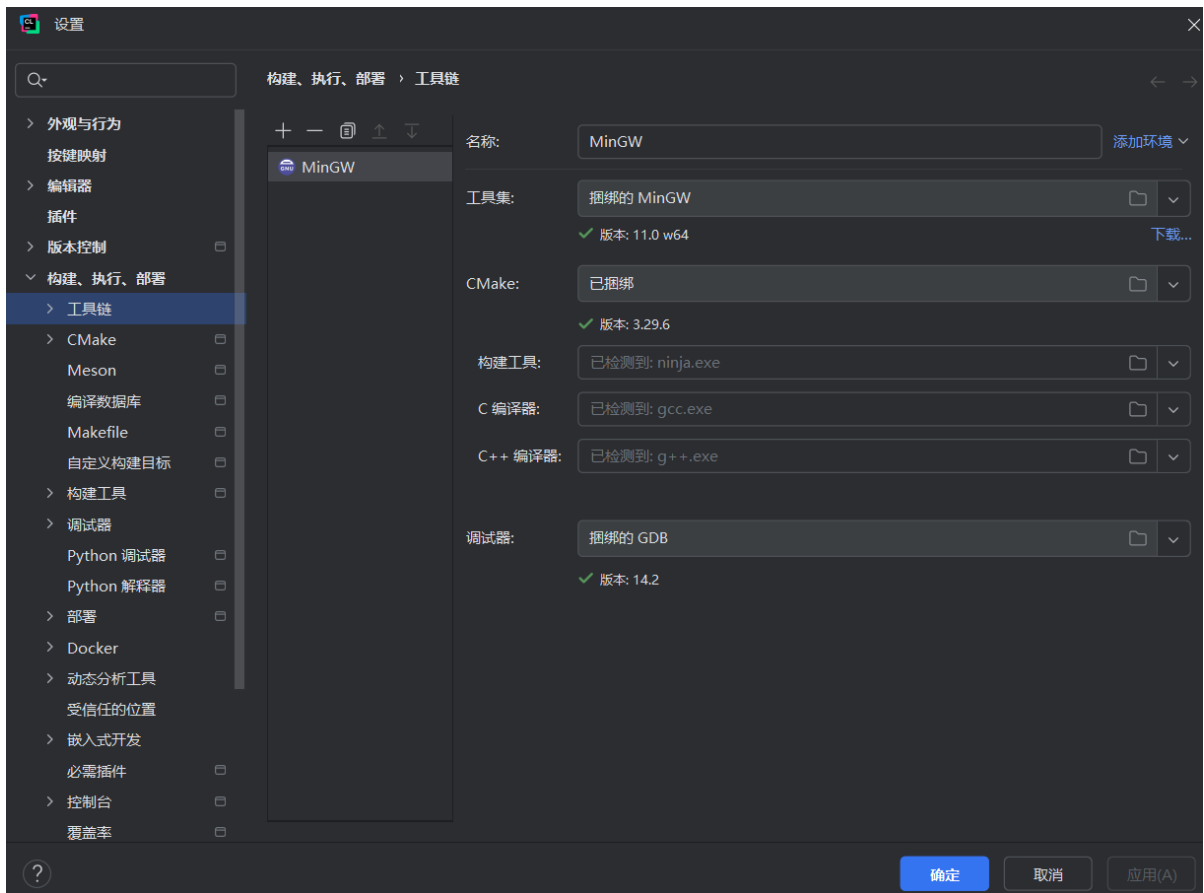 设置
构建、执行、部署 › 工具链
外观与行为
按键映射
编辑器
插件
版本控制
构建、执行、部署
工具链
CMake
Meson
编译数据库
Makefile
自定义构建目标
构建工具
调试器
Python 调试器
Python 解释器
部署
Docker
动态分析工具
受信任的位置
嵌入式开发
必需插件
控制台
覆盖率
MinGW
名称: MinGW 添加环境
工具集: 捆绑的 MinGW
版本: 11.0 w64 下载...
CMake: 已捆绑
版本: 3.29.6
构建工具: 已检测到: ninja.exe
C 编译器: 已检测到: gcc.exe
C++ 编译器: 已检测到: g++.exe
调试器: 捆绑的 GDB
版本: 14.2
? 确定 取消 应用(A)